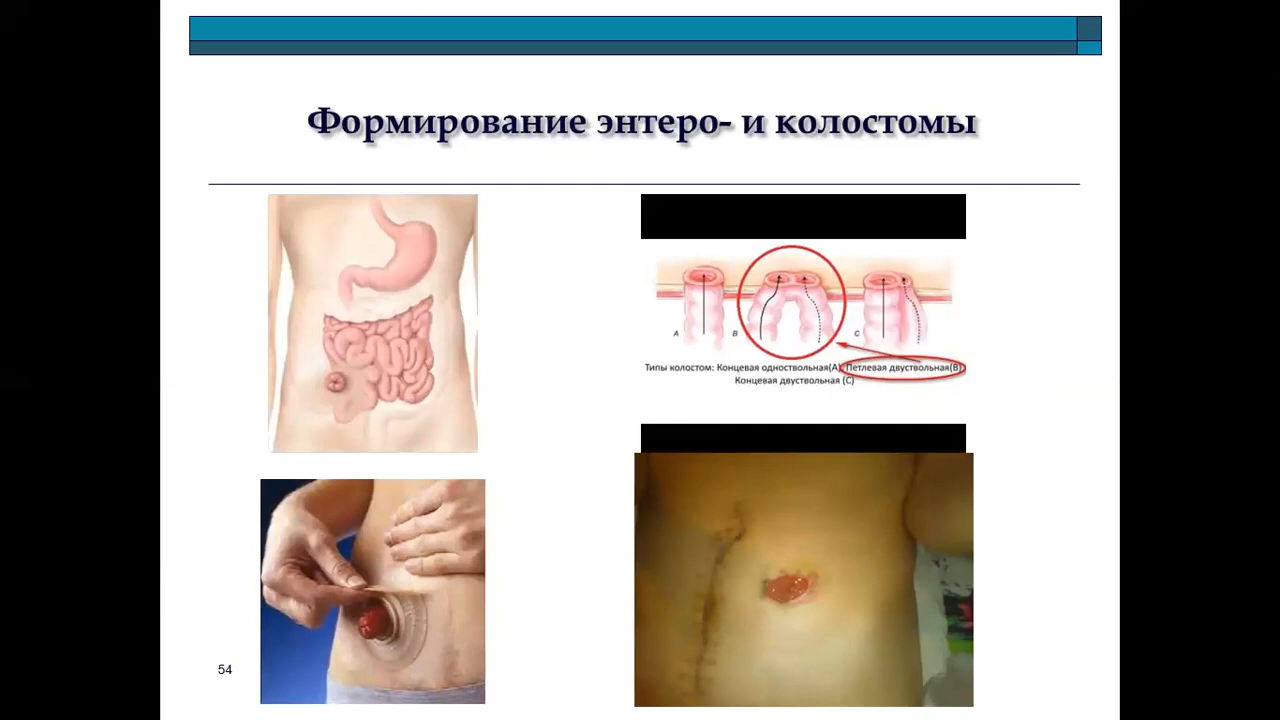 Формирование энтеро- и колостомы
A
B
C
Типы колостом: Концевая одноствольная(А), Петлевая двуствольная(В)
Концевая двуствольная (С)
54